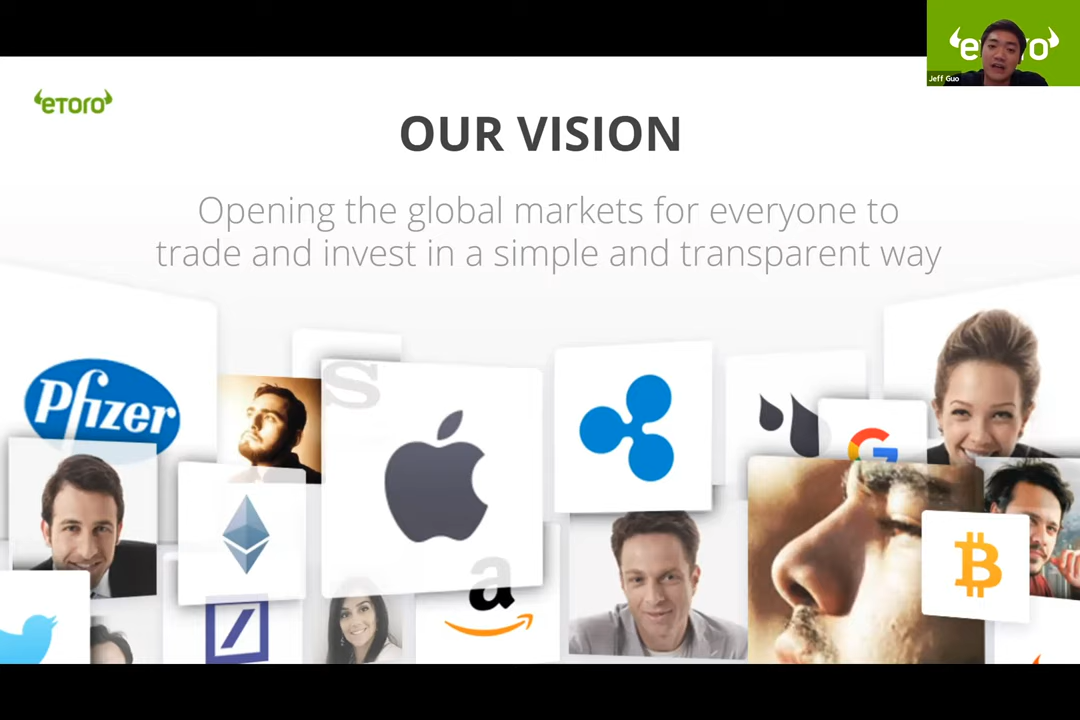 eToro
eToro
Jeff Guo
OUR VISION
Opening the global markets for everyone to
trade and invest in a simple and transparent way
Pfizer
s
G
a